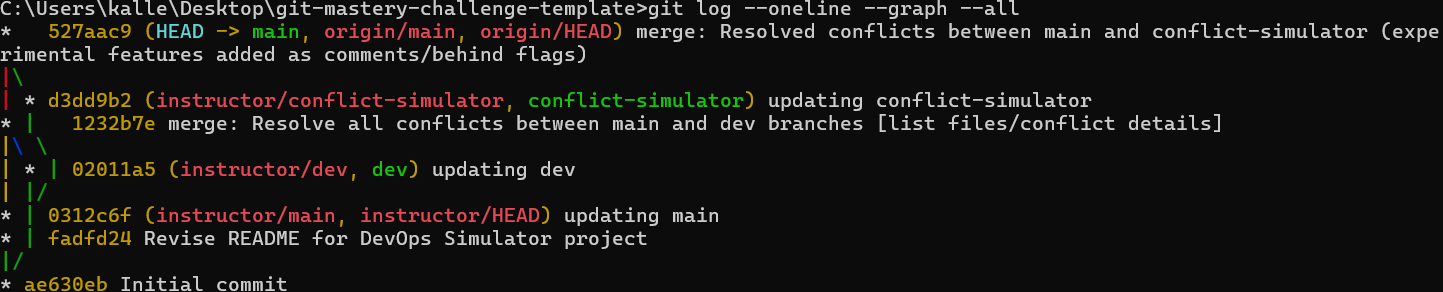 C:\Users\kalle\Desktop\git-mastery-challenge-template>git log --oneline --graph --all
*   527aac9 (HEAD -> main, origin/main, origin/HEAD) merge: Resolved conflicts between main and conflict-simulator (expe
rimental features added as comments/behind flags)
|\
| * d3dd9b2 (instructor/conflict-simulator, conflict-simulator) updating conflict-simulator
* |   1232b7e merge: Resolve all conflicts between main and dev branches [list files/conflict details]
|\ \
| * | 02011a5 (instructor/dev, dev) updating dev
| |/
* | 0312c6f (instructor/main, instructor/HEAD) updating main
* | fadfd24 Revise README for DevOps Simulator project
|/
* ae630eb Initial commit